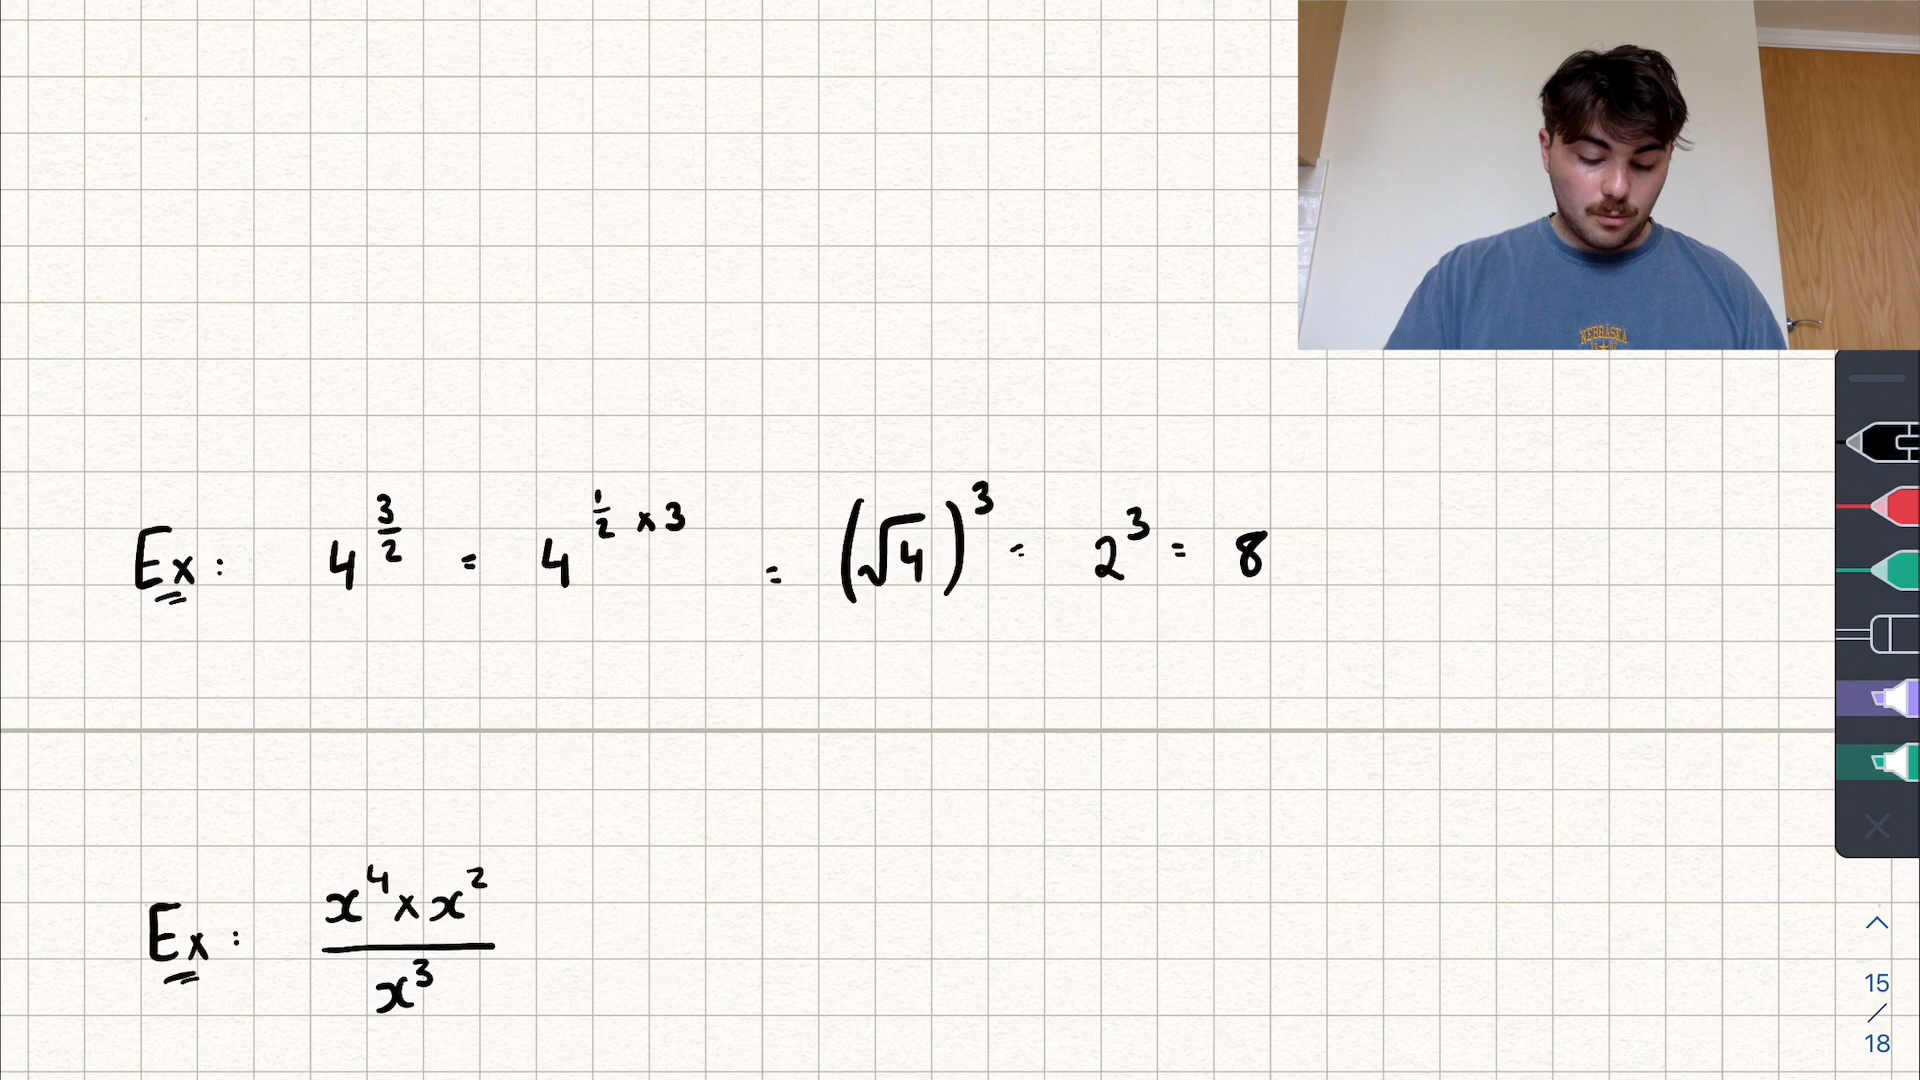 NEBRASKA
Ex: 4^{3/2} = 4^{1/2 × 3} = (√4)^3 = 2^3 = 8
Ex: \frac{x^4 × x^2}{x^3}
15
/
18